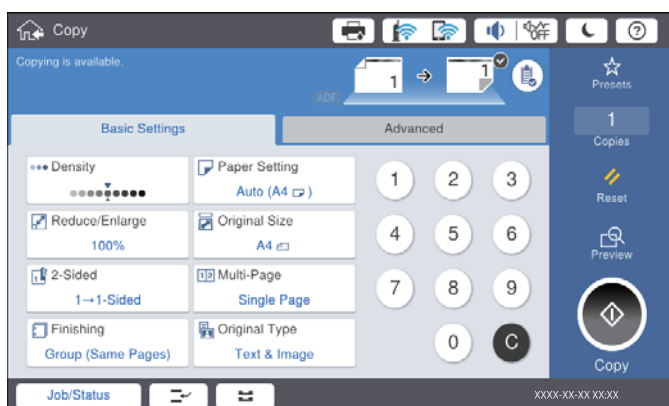 Copy
OFF
Copying is available.
ADF
1
1
Presets
Basic Settings
Advanced
1
Copies
Density
Paper Setting
Auto (A4)
1
2
3
Reset
Reduce/Enlarge
100%
Original Size
A4
4
5
6
Preview
2-Sided
1→1-Sided
Multi-Page
Single Page
7
8
9
Finishing
Group (Same Pages)
Original Type
Text & Image
0
C
Copy
Job/Status
XXXX-XX-XX XX:XX